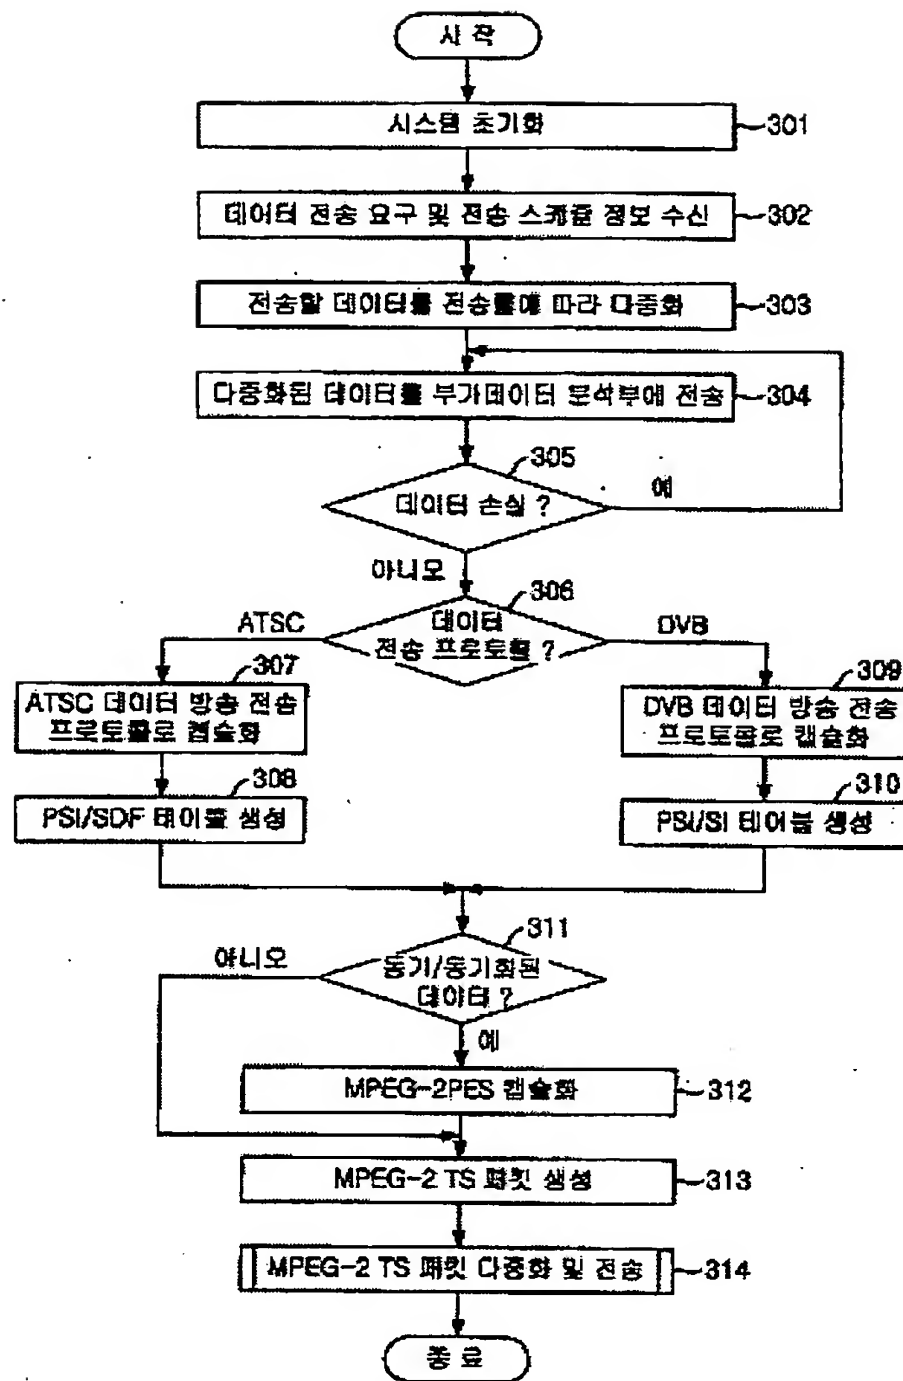 시 작
시스템 초기화
301
데이터 전송 요구 및 전송 스케쥴 정보 수신
302
전송할 데이터를 전송률에 따라 다중화
303
다중화된 데이터를 부가데이터 분석부에 전송
304
305
데이터 손실 ?
예
아니오
306
데이터
전송 프로토콜 ?
ATSC
DVB
307
ATSC 데이터 방송 전송
프로토콜로 캡슐화
309
DVB 데이터 방송 전송
프로토콜로 캡슐화
308
PSI/SDF 테이블 생성
310
PSI/SI 테이블 생성
311
동기/동기화된
데이터 ?
아니오
예
MPEG-2PES 캡슐화
312
MPEG-2 TS 패킷 생성
313
MPEG-2 TS 패킷 다중화 및 전송
314
종 료